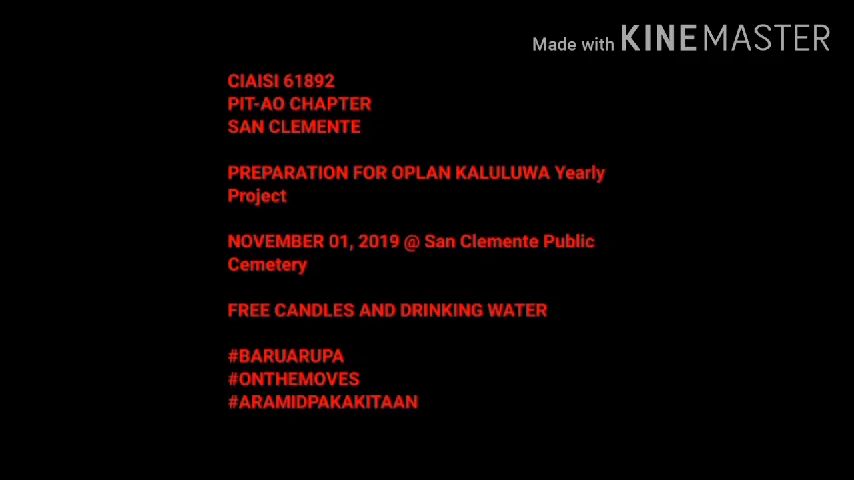 Made with KINEMASTER
CIAISI 61892
PIT-AO CHAPTER
SAN CLEMENTE
PREPARATION FOR OPLAN KALULUWA Yearly
Project
NOVEMBER 01, 2019 @ San Clemente Public
Cemetery
FREE CANDLES AND DRINKING WATER
#BARUARUPA
#ONTHEMOVES
#ARAMIDPAKAKITAAN